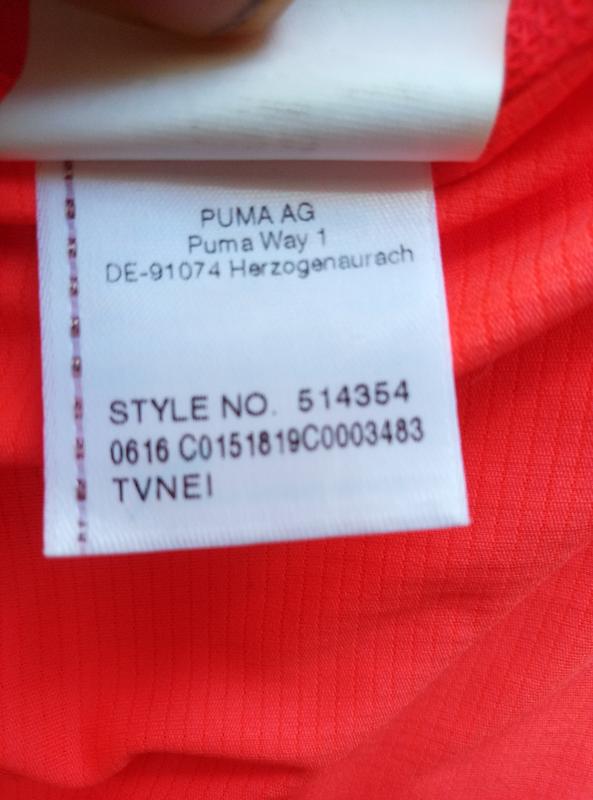 PUMA AG
Puma Way 1
DE-91074 Herzogenaurach
STYLE NO. 514354
0616 C0151819C0003483
TVNEI